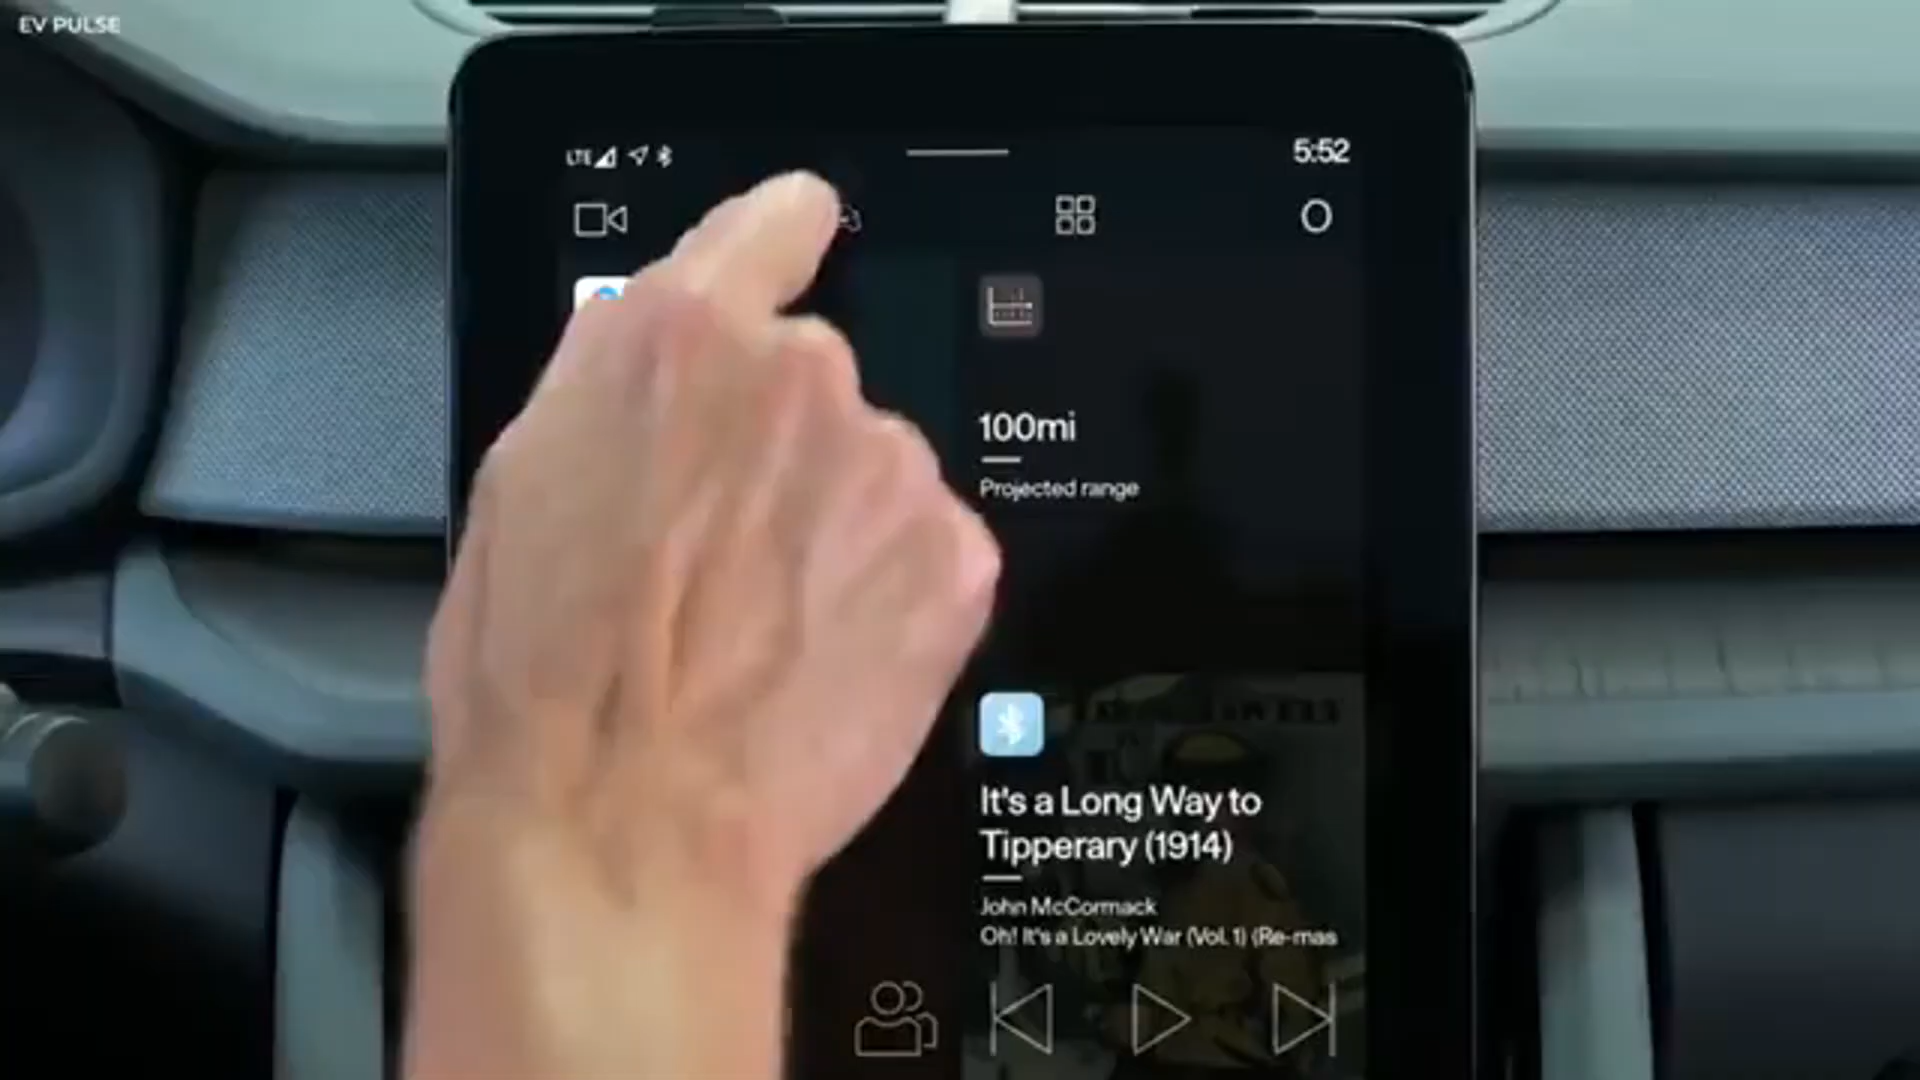 EV PULSE
LTE
5:52
100mi
Projected range
It's a Long Way to
Tipperary (1914)
John McCormack
Oh! It's a Lovely War (Vol. 1) (Re-mas